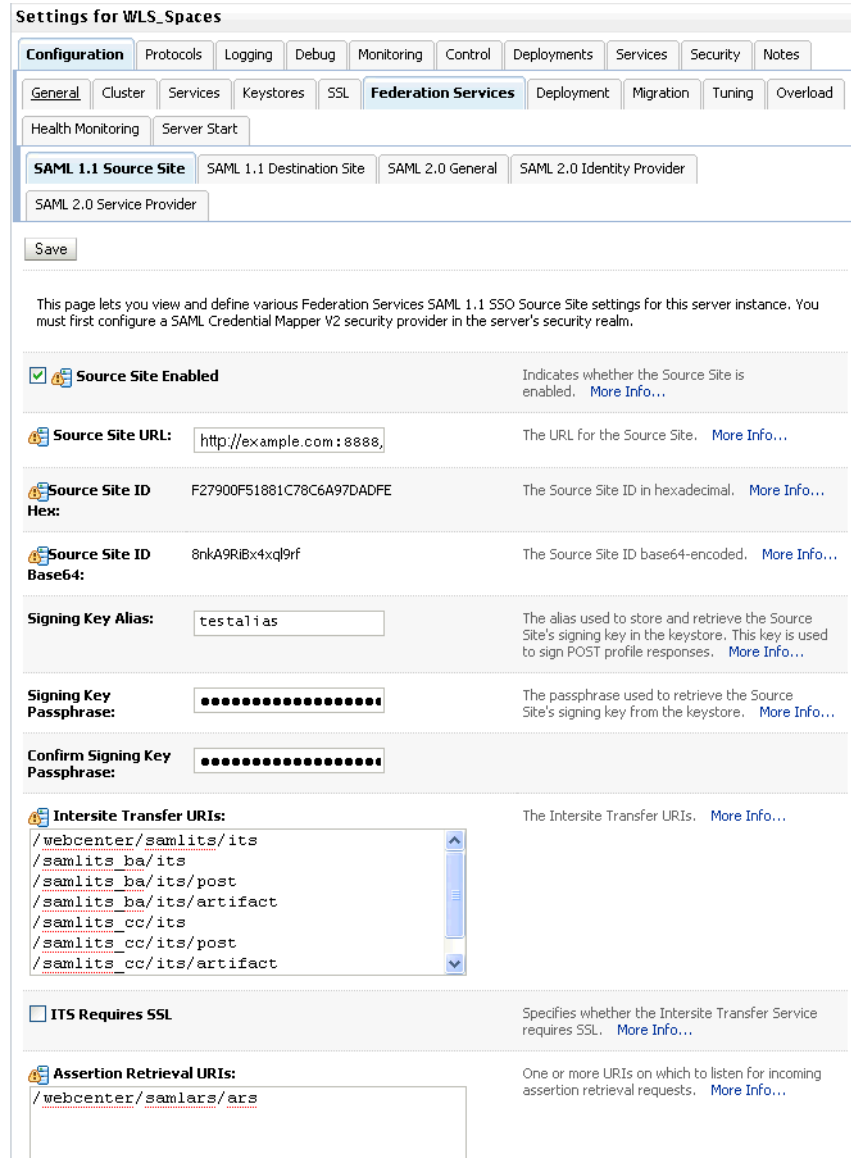 Settings for WLS_Spaces
Configuration Protocols Logging Debug Monitoring Control Deployments Services Security Notes
General Cluster Services Keystores SSL Federation Services Deployment Migration Tuning Overload
Health Monitoring Server Start
SAML 1.1 Source Site SAML 1.1 Destination Site SAML 2.0 General SAML 2.0 Identity Provider
SAML 2.0 Service Provider
Save
This page lets you view and define various Federation Services SAML 1.1 SSO Source Site settings for this server instance. You
must first configure a SAML Credential Mapper V2 security provider in the server's security realm.
Source Site Enabled
Indicates whether the Source Site is
enabled. More Info...
Source Site URL:
http://example.com:8888,
The URL for the Source Site. More Info...
Source Site ID
Hex:
F27900F51881C78C6A97DADFE
The Source Site ID in hexadecimal. More Info...
Source Site ID
Base64:
8nkA9RiBx4xql9rf
The Source Site ID base64-encoded. More Info...
Signing Key Alias:
testalias
The alias used to store and retrieve the Source
Site's signing key in the keystore. This key is used
to sign POST profile responses. More Info...
Signing Key
Passphrase:
The passphrase used to retrieve the Source
Site's signing key from the keystore. More Info...
Confirm Signing Key
Passphrase:
Intersite Transfer URIs:
The Intersite Transfer URIs. More Info...
/webcenter/samlits/its
/samlits_ba/its
/samlits_ba/its/post
/samlits_ba/its/artifact
/samlits_cc/its
/samlits_cc/its/post
/samlits_cc/its/artifact
ITS Requires SSL
Specifies whether the Intersite Transfer Service
requires SSL. More Info...
Assertion Retrieval URIs:
One or more URIs on which to listen for incoming
assertion retrieval requests. More Info...
/webcenter/samlars/ars